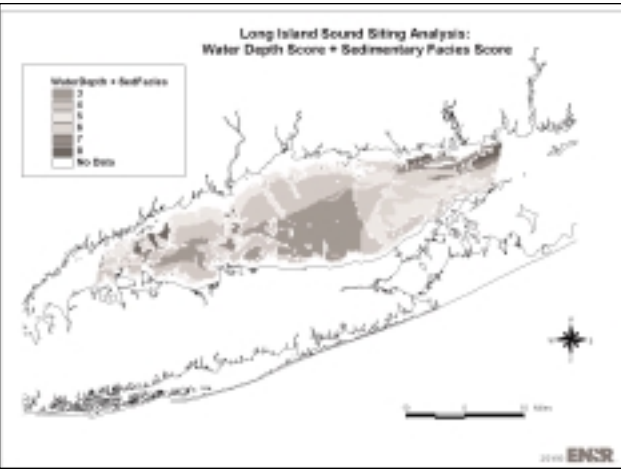 Long Island Sound Siting Analysis:
Water Depth Score + Sedimentary Facies Score
WaterDepth + SedFacies
3
4
5
6
7
8
No Data
Miles
ENSR